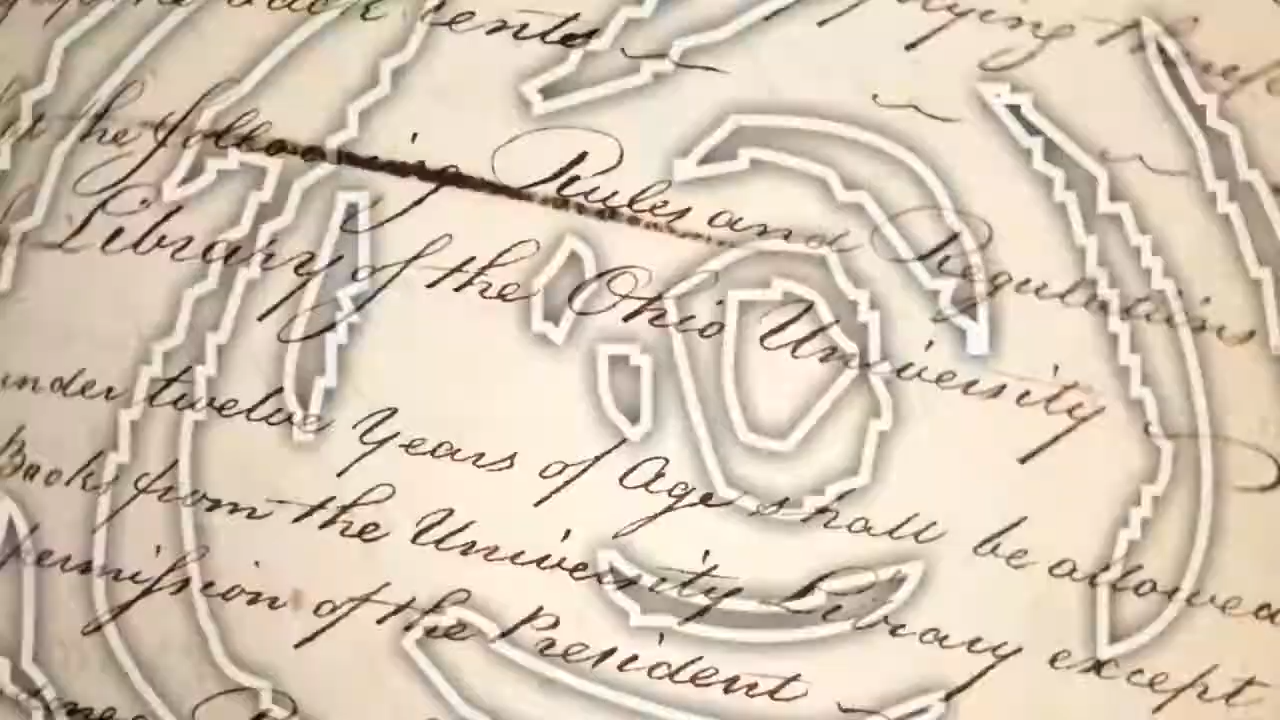 cents
the following Rules and Regulations
Library of the Ohio University
under twelve Years of Age shall be allowed
Books from the University Library except
permission of the President